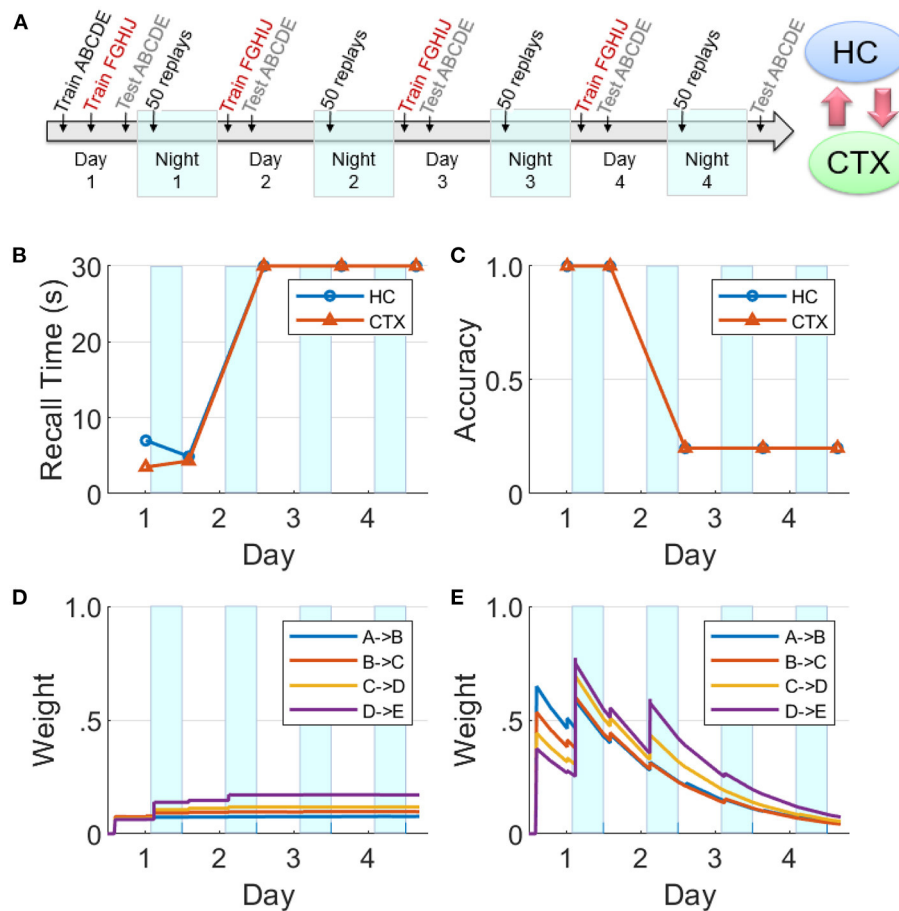 A
Train ABCDE
Train FGHIJ
Test ABCDE
50 replays
Train FGHIJ
Test ABCDE
50 replays
Train FGHIJ
Test ABCDE
50 replays
Train FGHIJ
Test ABCDE
50 replays
Test ABCDE
Day
1
Night
1
Day
2
Night
2
Day
3
Night
3
Day
4
Night
4
HC
CTX
B
Recall Time (s)
30
20
10
0
HC
CTX
1
2
3
4
Day
C
Accuracy
1.0
0.5
0
HC
CTX
1
2
3
4
Day
D
Weight
1.0
.5
0
A->B
B->C
C->D
D->E
1
2
3
4
Day
E
Weight
1.0
.5
0
A->B
B->C
C->D
D->E
1
2
3
4
Day